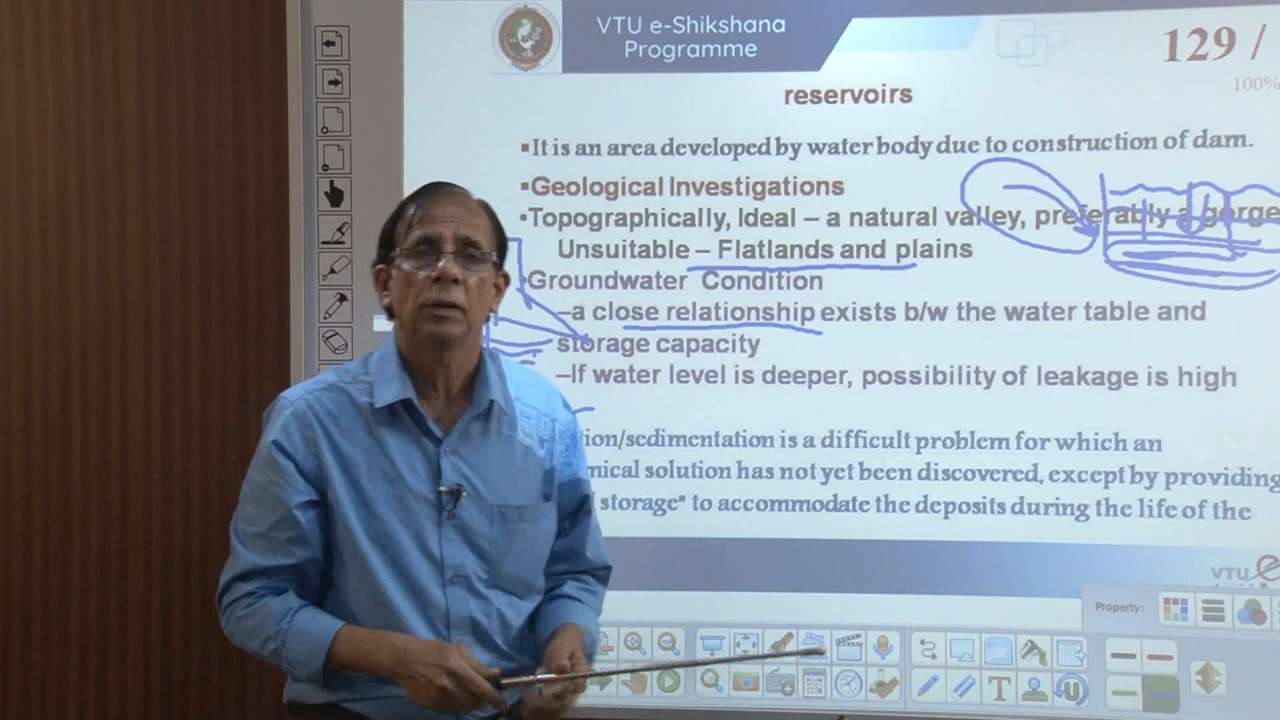 VTU e-Shikshana
Programme
129 /
100%
reservoirs
▪It is an area developed by water body due to construction of dam.
▪Geological Investigations
▪Topographically, Ideal – a natural valley, preferably a gorge
Unsuitable – Flatlands and plains
▪Groundwater Condition
–a close relationship exists b/w the water table and
storage capacity
–If water level is deeper, possibility of leakage is high
ion/sedimentation is a difficult problem for which an
mical solution has not yet been discovered, except by providing
storage" to accommodate the deposits during the life of the
VTU e
Property: